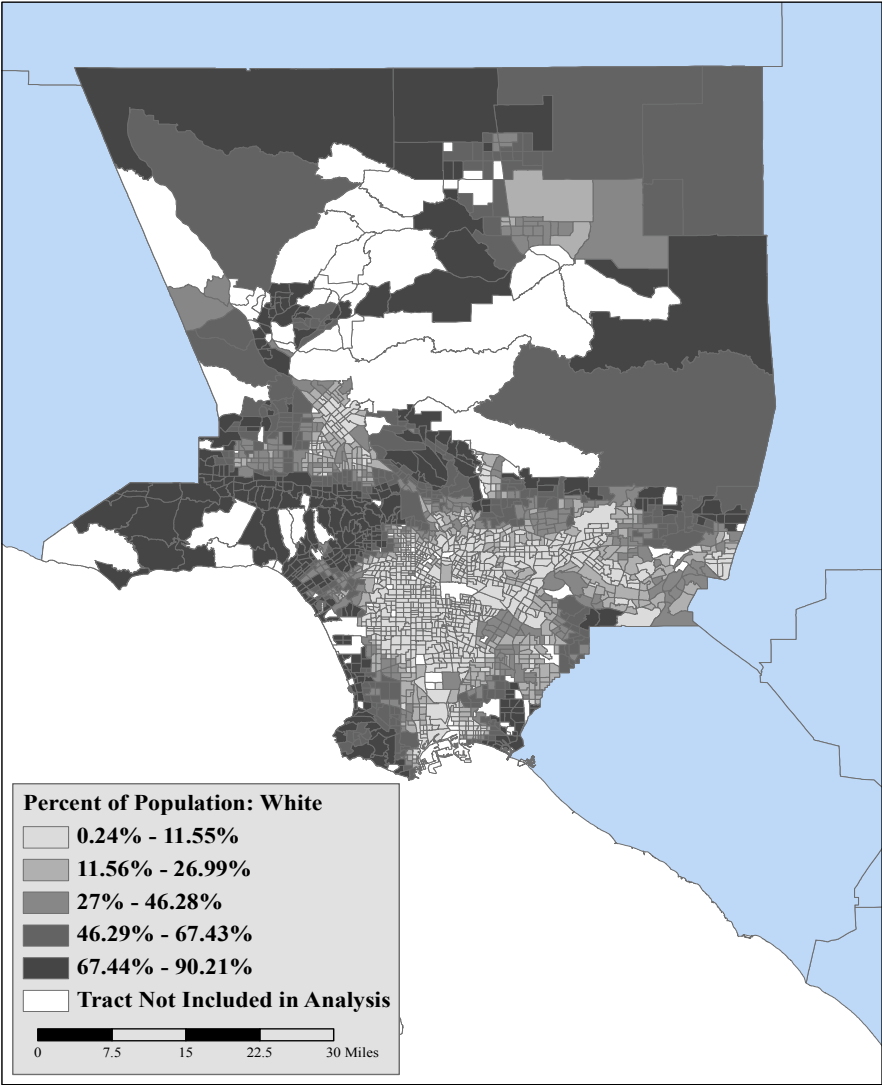 Percent of Population: White
0.24% - 11.55%
11.56% - 26.99%
27% - 46.28%
46.29% - 67.43%
67.44% - 90.21%
Tract Not Included in Analysis
0 7.5 15 22.5 30 Miles